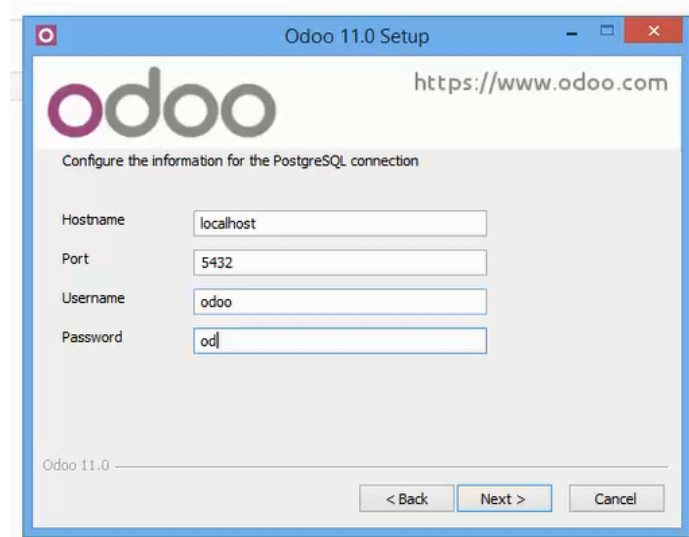 Odoo 11.0 Setup
odoo
https://www.odoo.com
Configure the information for the PostgreSQL connection
Hostname localhost
Port 5432
Username odoo
Password od
Odoo 11.0
< Back Next > Cancel